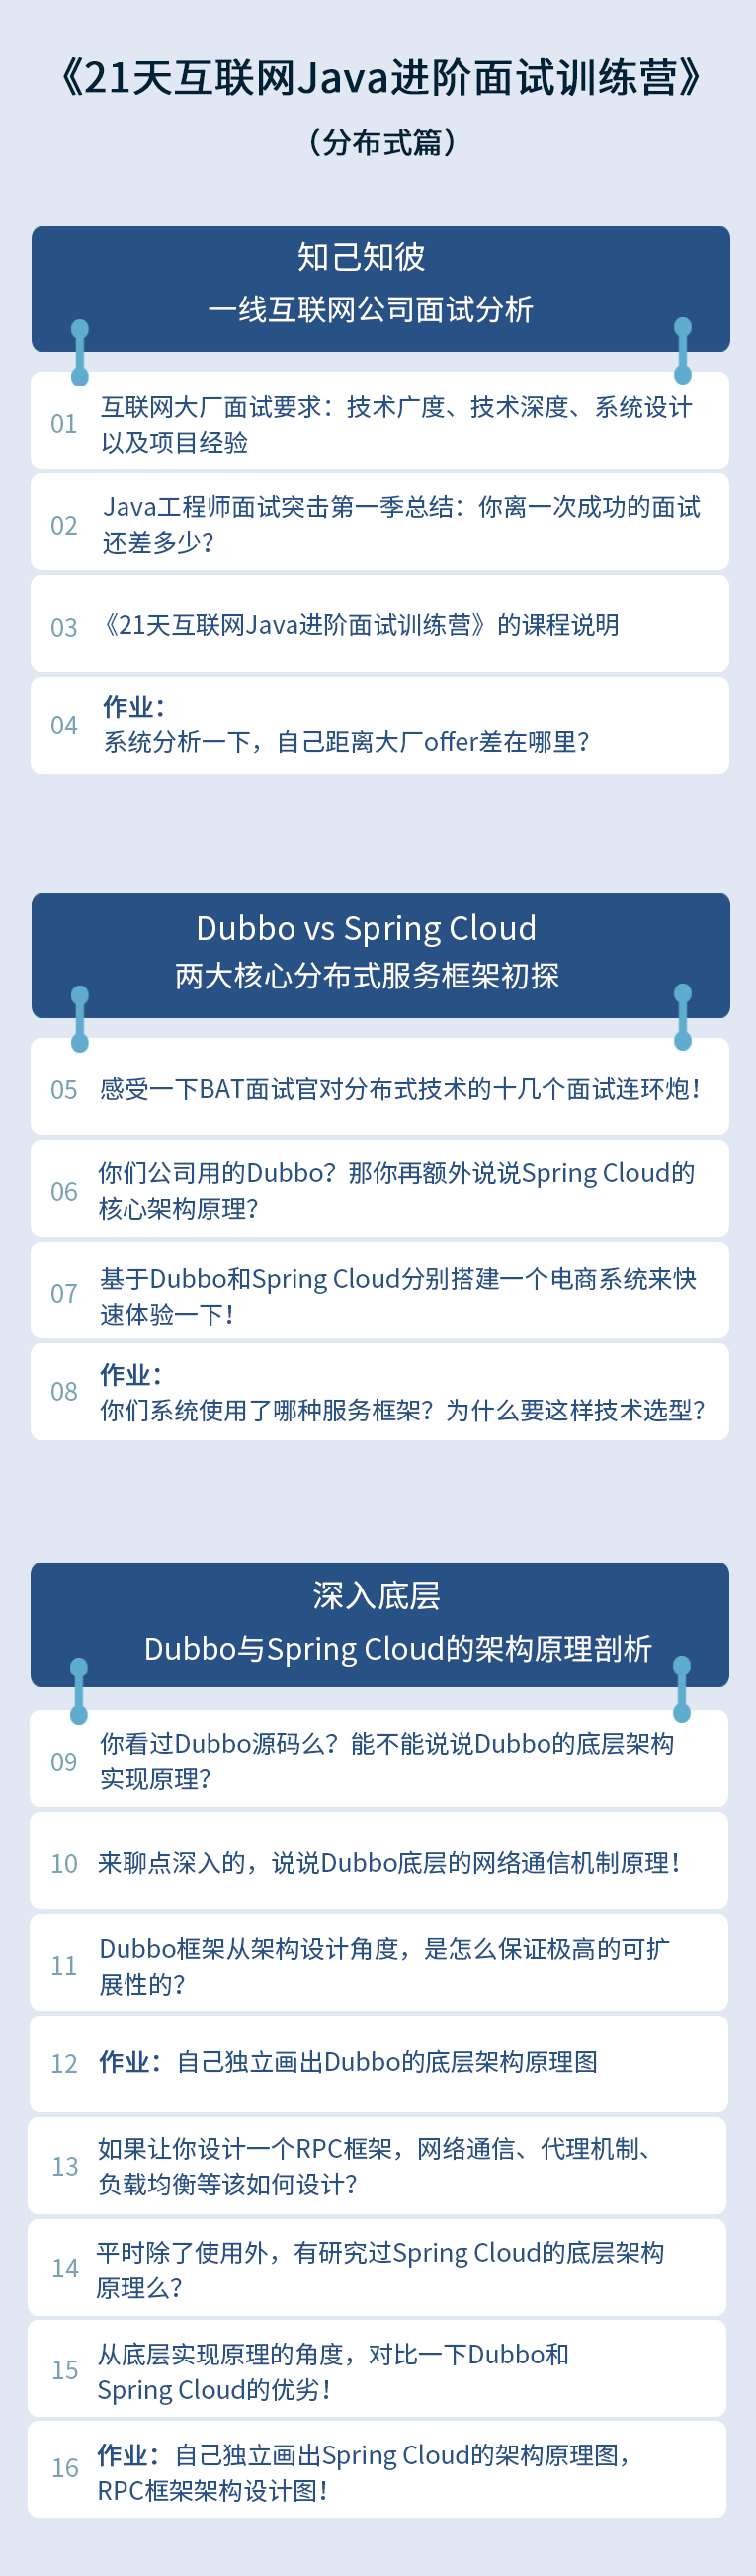 《21天互联网Java进阶面试训练营》
（分布式篇）
知己知彼
一线互联网公司面试分析
01
互联网大厂面试要求：技术广度、技术深度、系统设计
以及项目经验
02
Java工程师面试突击第一季总结：你离一次成功的面试
还差多少？
03
《21天互联网Java进阶面试训练营》的课程说明
04
作业：
系统分析一下，自己距离大厂offer差在哪里？
Dubbo vs Spring Cloud
两大核心分布式服务框架初探
05
感受一下BAT面试官对分布式技术的十几个面试连环炮！
06
你们公司用的Dubbo？那你再额外说说Spring Cloud的
核心架构原理？
07
基于Dubbo和Spring Cloud分别搭建一个电商系统来快
速体验一下！
08
作业：
你们系统使用了哪种服务框架？为什么要这样技术选型？
深入底层
Dubbo与Spring Cloud的架构原理剖析
09
你看过Dubbo源码么？能不能说说Dubbo的底层架构
实现原理？
10
来聊点深入的，说说Dubbo底层的网络通信机制原理！
11
Dubbo框架从架构设计角度，是怎么保证极高的可扩
展性的？
12
作业：自己独立画出Dubbo的底层架构原理图
13
如果让你设计一个RPC框架，网络通信、代理机制、
负载均衡等该如何设计？
14
平时除了使用外，有研究过Spring Cloud的底层架构
原理么？
15
从底层实现原理的角度，对比一下Dubbo和
Spring Cloud的优劣！
16
作业：自己独立画出Spring Cloud的架构原理图，
RPC框架架构设计图！